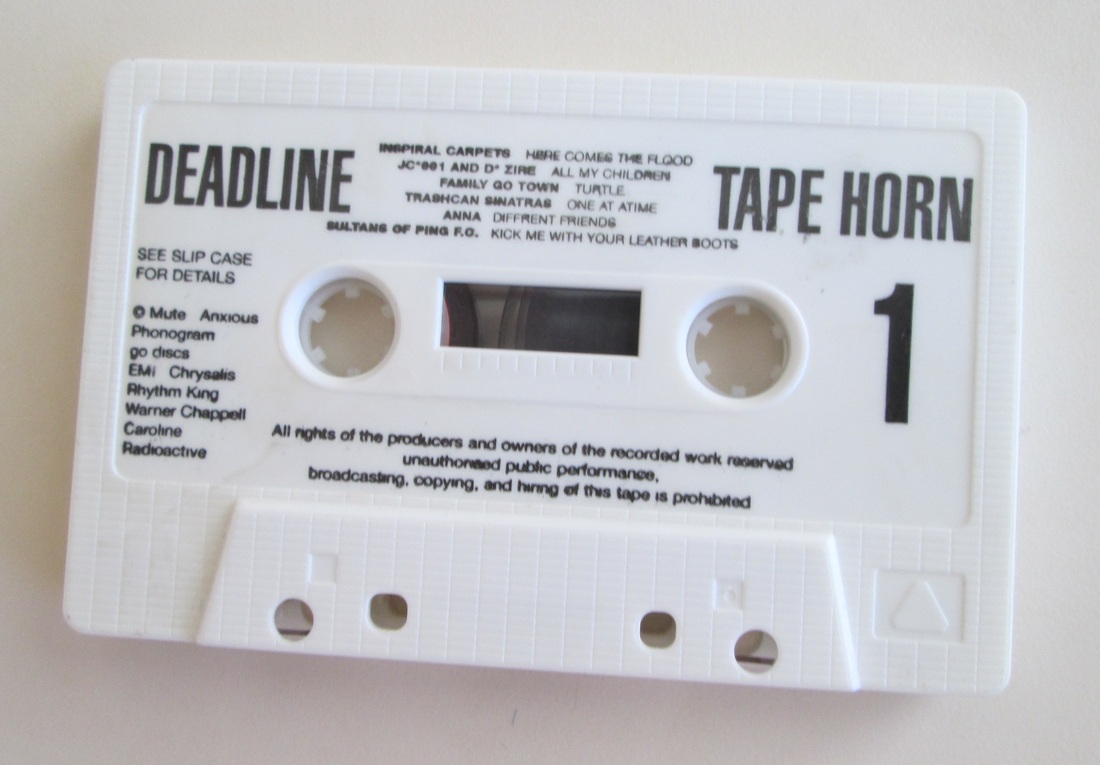 DEADLINE
INSPIRAL CARPETS HERE COMES THE FLOOD
JC*001 AND D* ZIRE ALL MY CHILDREN
FAMILY GO TOWN TURTLE
TRASHCAN SINATRAS ONE AT ATIME
ANNA DIFFRENT FRIENDS
SULTANS OF PING F.C. KICK ME WITH YOUR LEATHER BOOTS
TAPE HORN
1
SEE SLIP CASE
FOR DETAILS
© Mute Anxious
Phonogram
go discs
EMi Chrysalis
Rhythm King
Warner Chappell
Caroline
Radioactive
All rights of the producers and owners of the recorded work reserved
unauthorised public performance,
broadcasting, copying, and hiring of this tape is prohibited